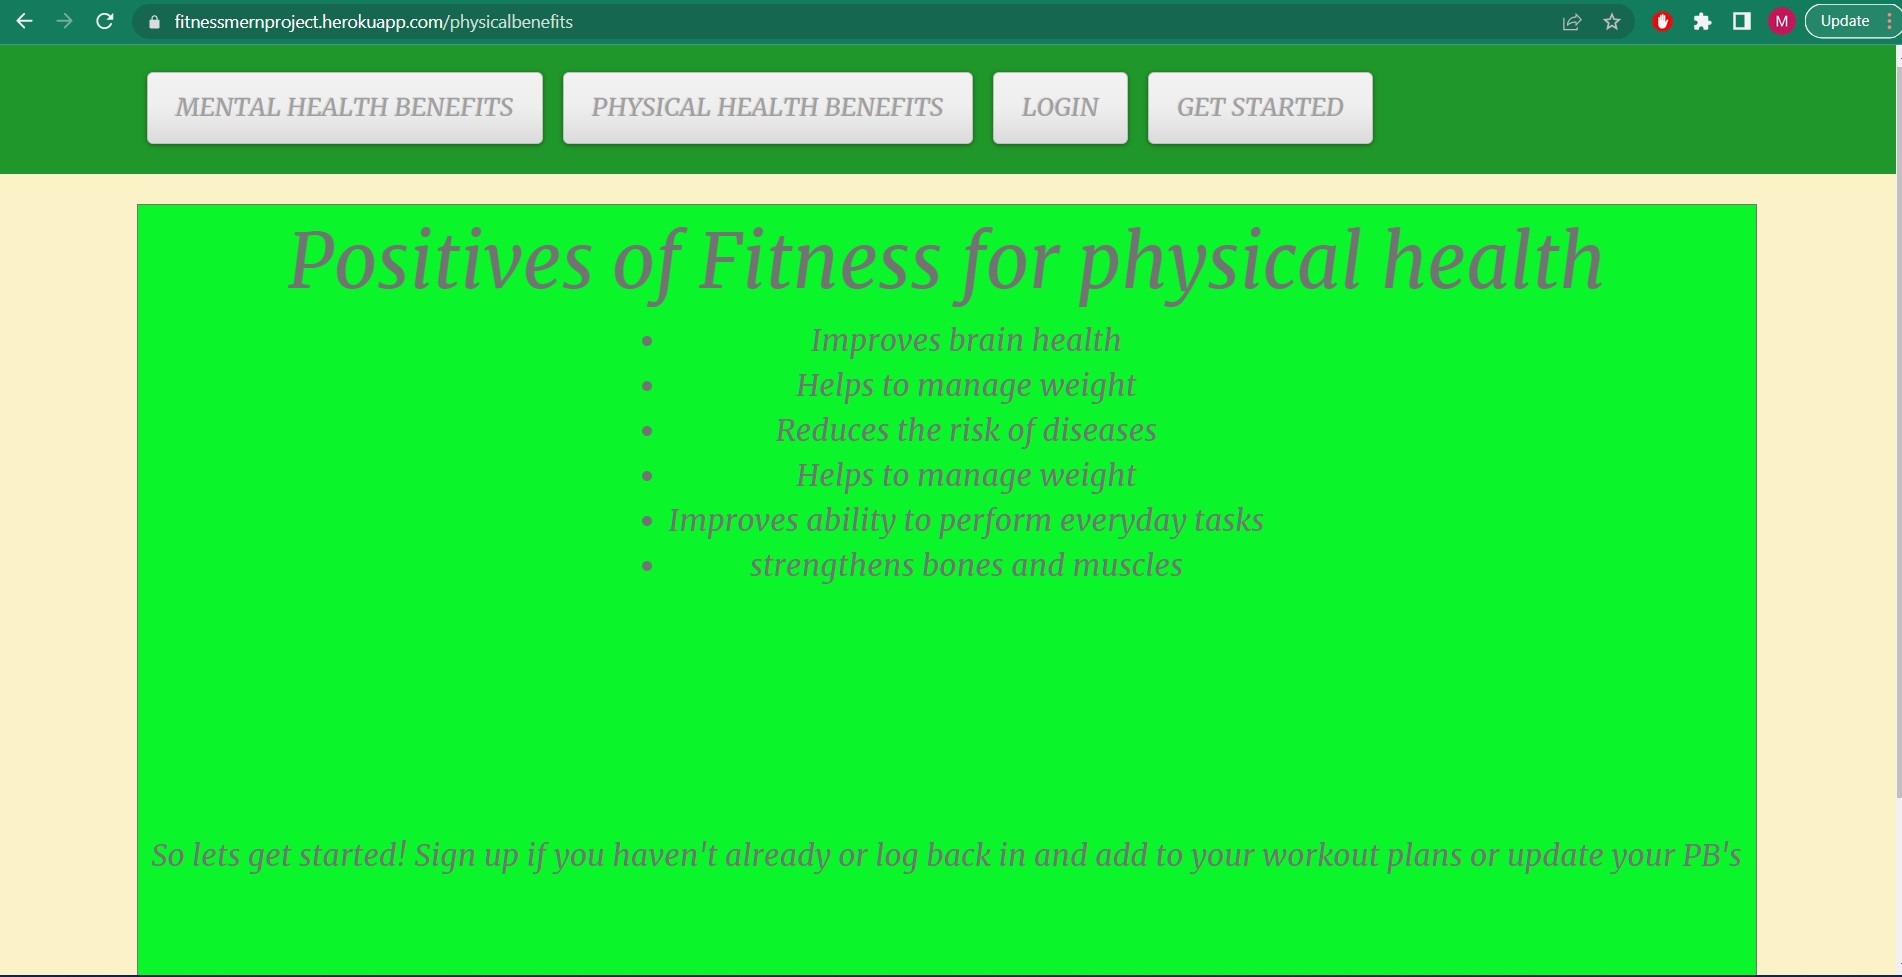 fitnessmernproject.herokuapp.com/physicalbenefits
M
Update
MENTAL HEALTH BENEFITS
PHYSICAL HEALTH BENEFITS
LOGIN
GET STARTED
Positives of Fitness for physical health
Improves brain health
Helps to manage weight
Reduces the risk of diseases
Helps to manage weight
Improves ability to perform everyday tasks
strengthens bones and muscles
So lets get started! Sign up if you haven't already or log back in and add to your workout plans or update your PB's